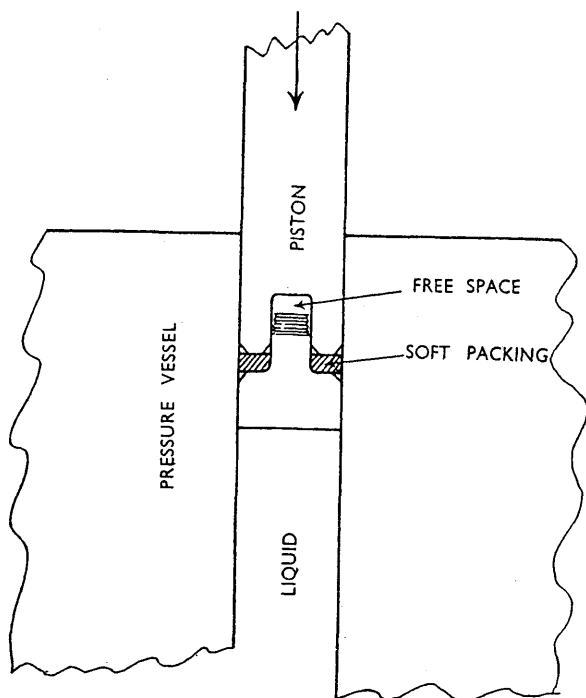 PISTON
FREE SPACE
SOFT PACKING
PRESSURE VESSEL
LIQUID